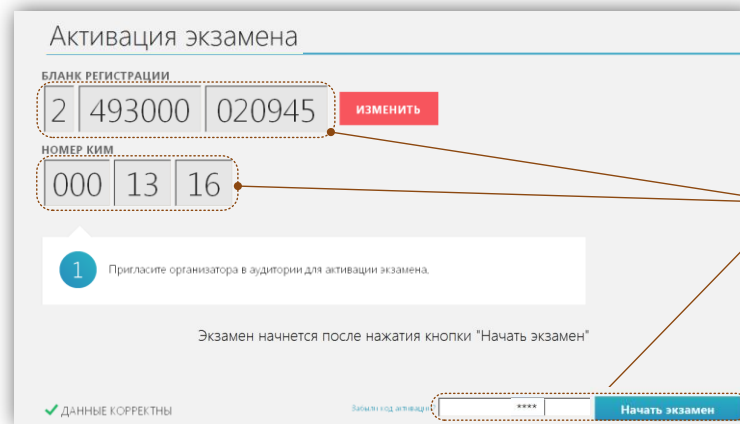 Активация экзамена
БЛАНК РЕГИСТРАЦИИ
2 493000 020945 ИЗМЕНИТЬ
НОМЕР КИМ
000 13 16
1 Пригласите организатора в аудитории для активации экзамена.
Экзамен начнется после нажатия кнопки "Начать экзамен"
ДАННЫЕ КОРРЕКТНЫ Забыли код активации **** Начать экзамен